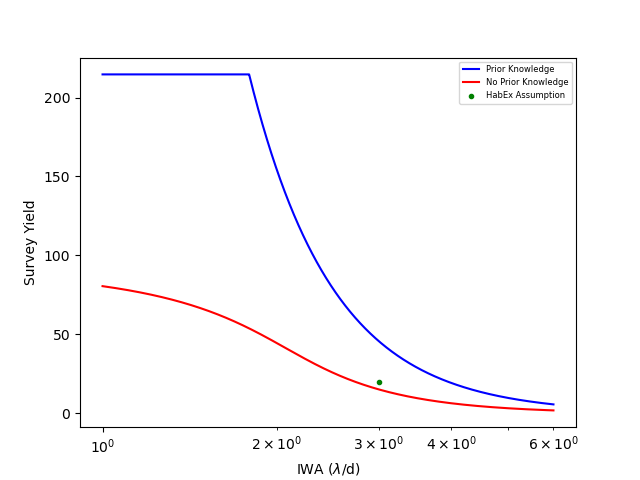 Prior Knowledge
No Prior Knowledge
HabEx Assumption
200
150
100
50
0
Survey Yield
10⁰
2 × 10⁰
3 × 10⁰
4 × 10⁰
6 × 10⁰
IWA (λ/d)